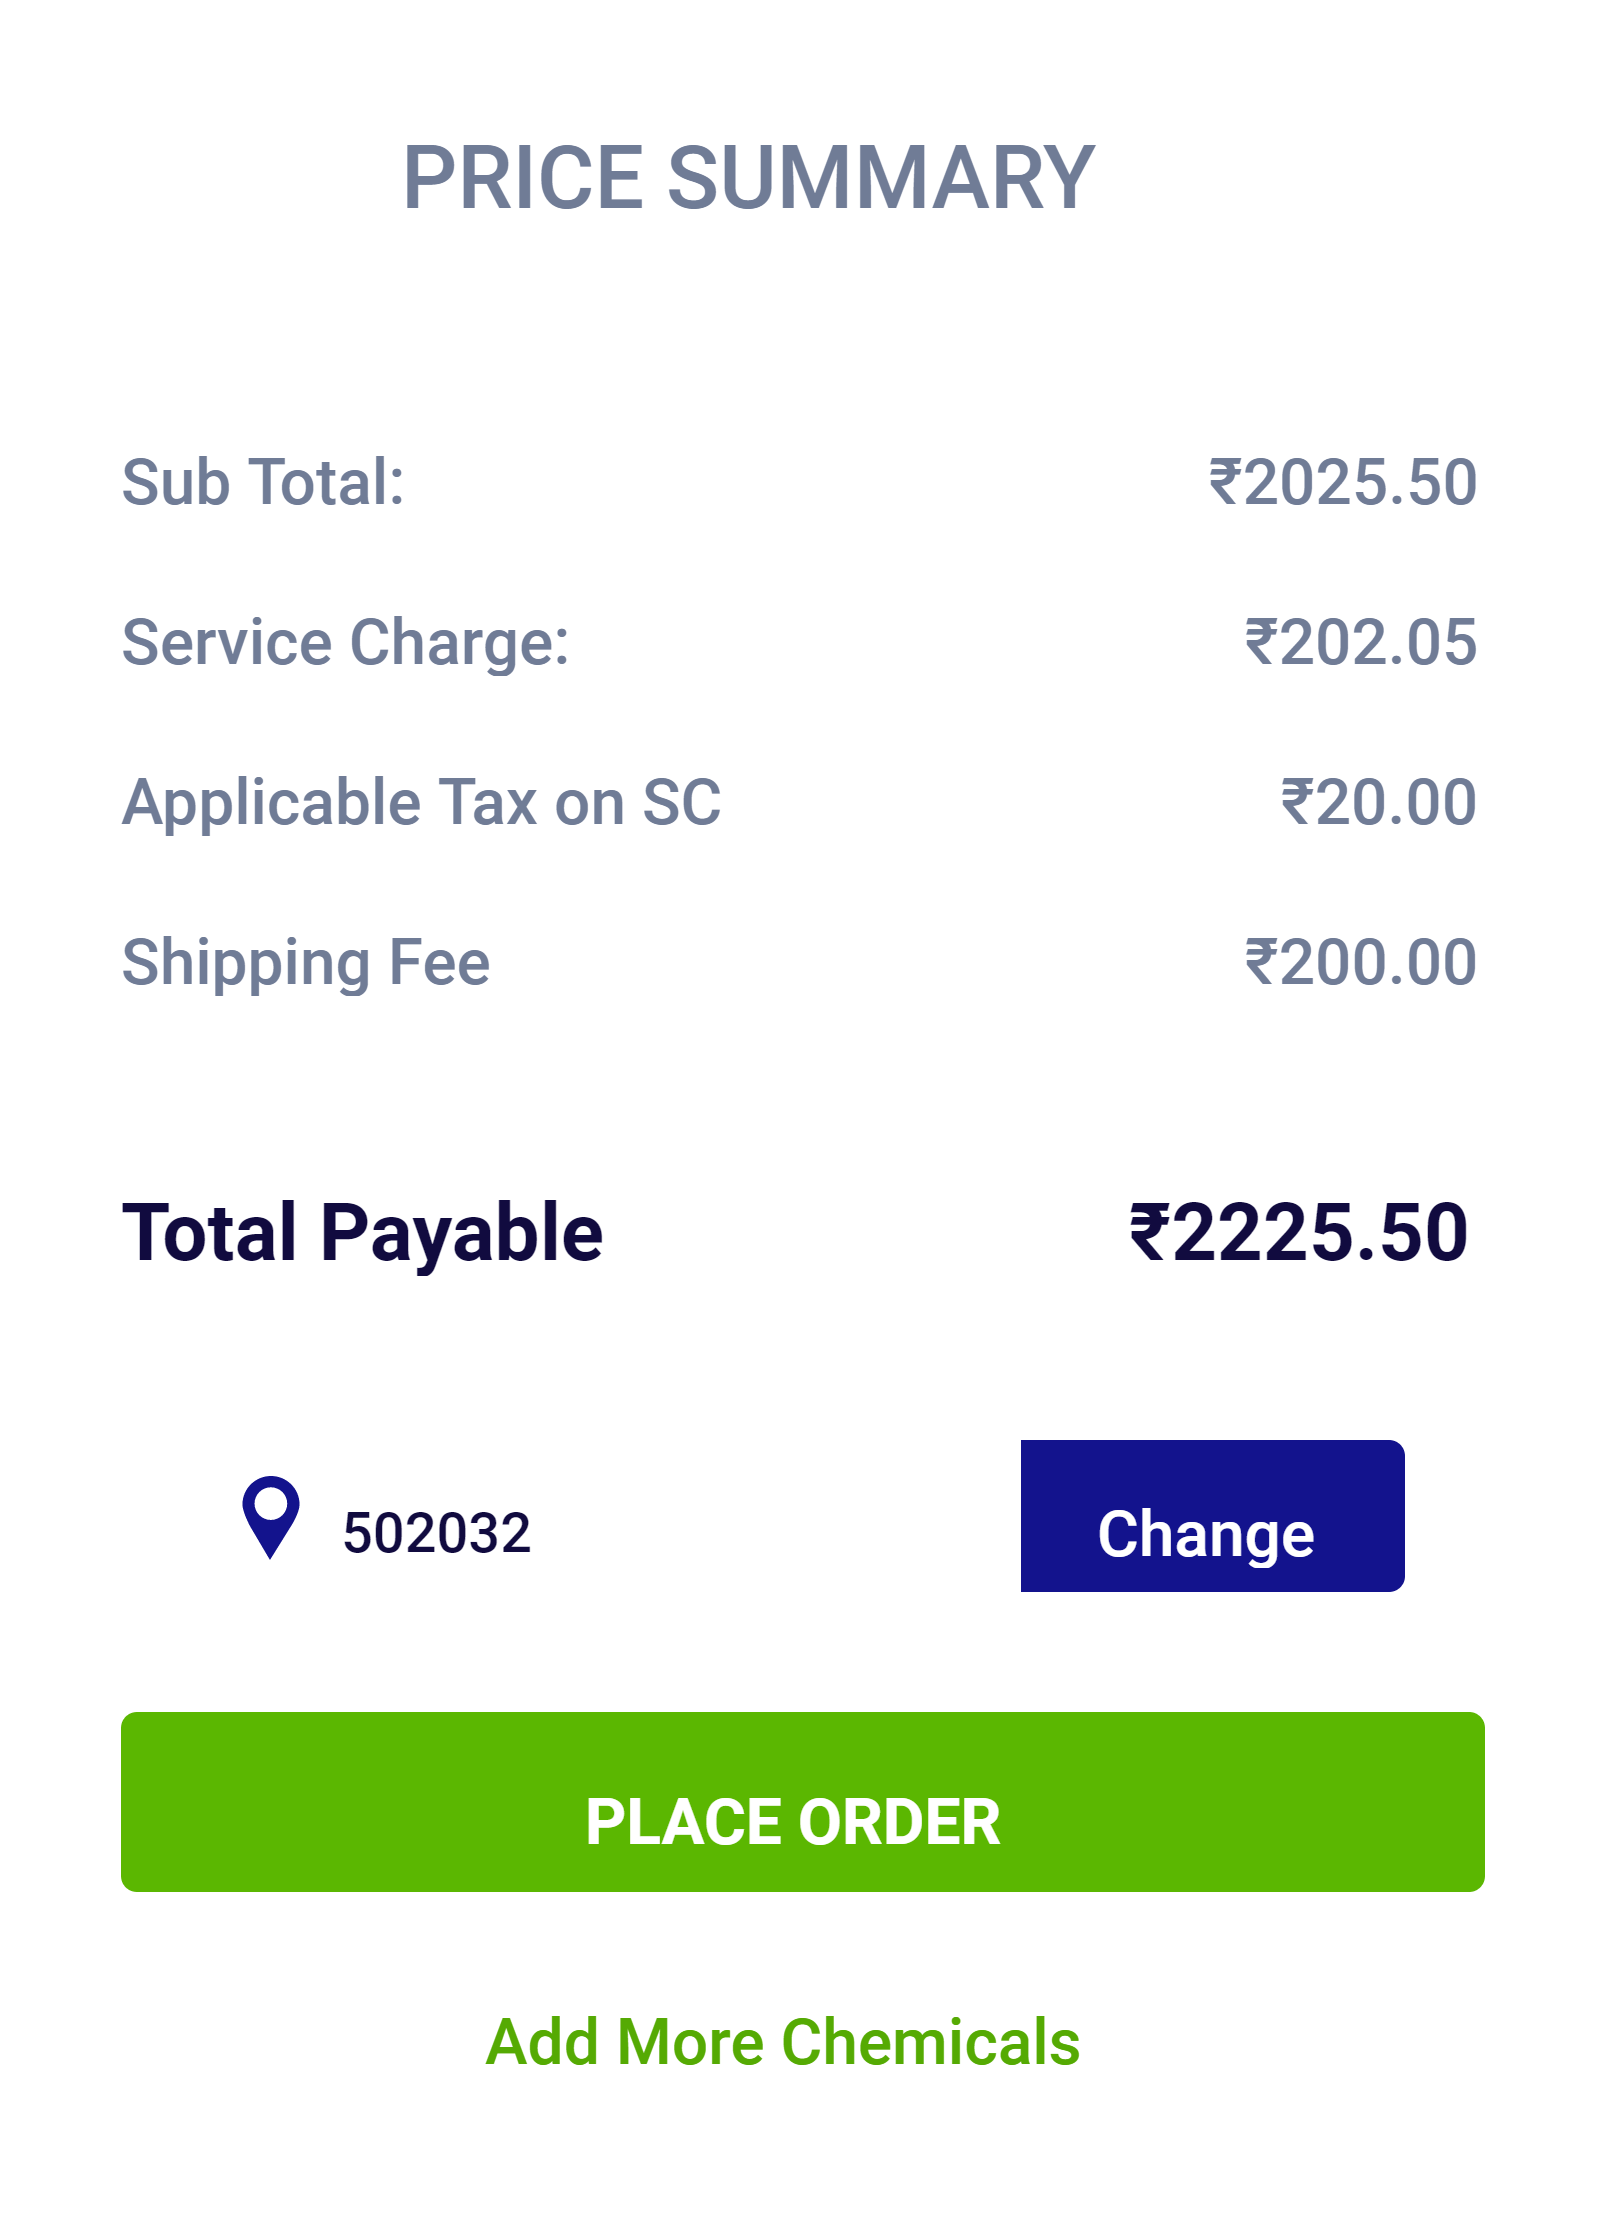 PRICE SUMMARY
Sub Total: ₹2025.50
Service Charge: ₹202.05
Applicable Tax on SC ₹20.00
Shipping Fee ₹200.00
Total Payable ₹2225.50
502032 Change
PLACE ORDER
Add More Chemicals